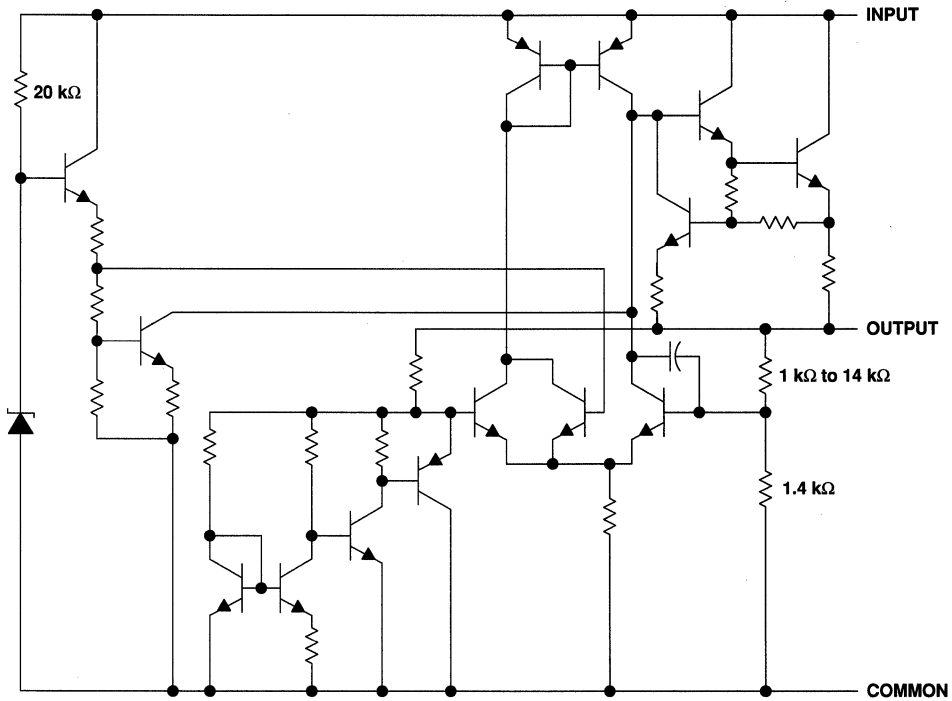 INPUT
20 kΩ
OUTPUT
1 kΩ to 14 kΩ
1.4 kΩ
COMMON